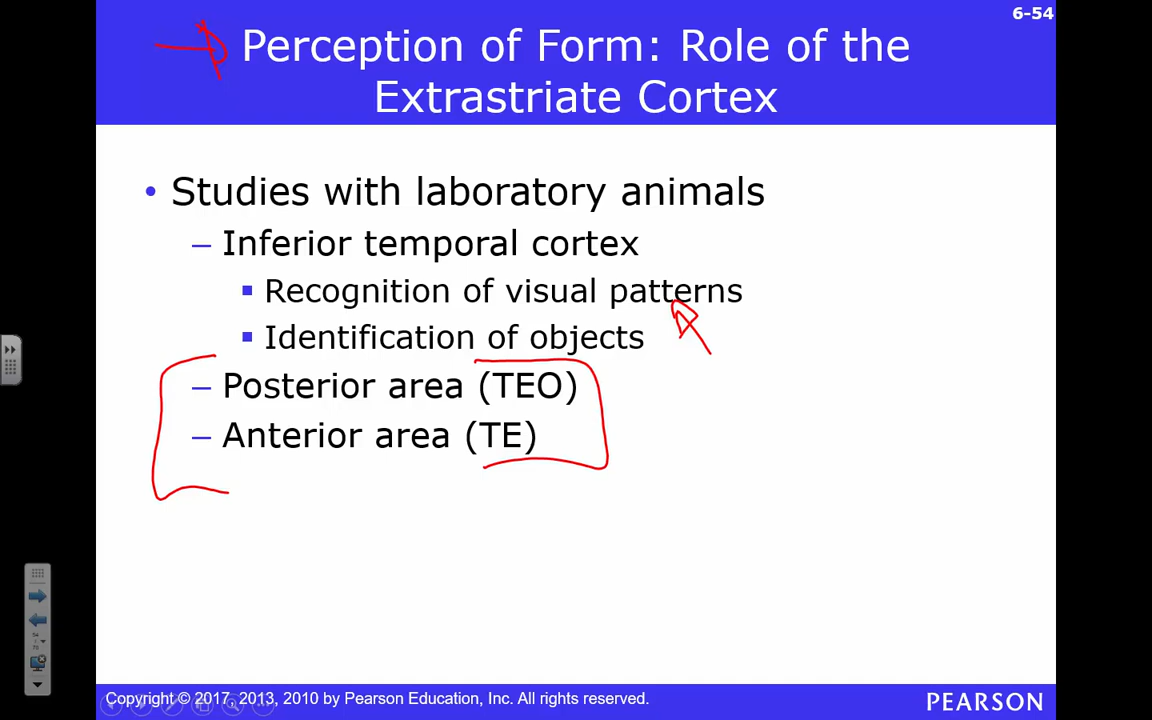 6-54
Perception of Form: Role of the
Extrastriate Cortex
• Studies with laboratory animals
– Inferior temporal cortex
▪ Recognition of visual patterns
▪ Identification of objects
– Posterior area (TEO)
– Anterior area (TE)
Copyright © 2017, 2013, 2010 by Pearson Education, Inc. All rights reserved.
PEARSON